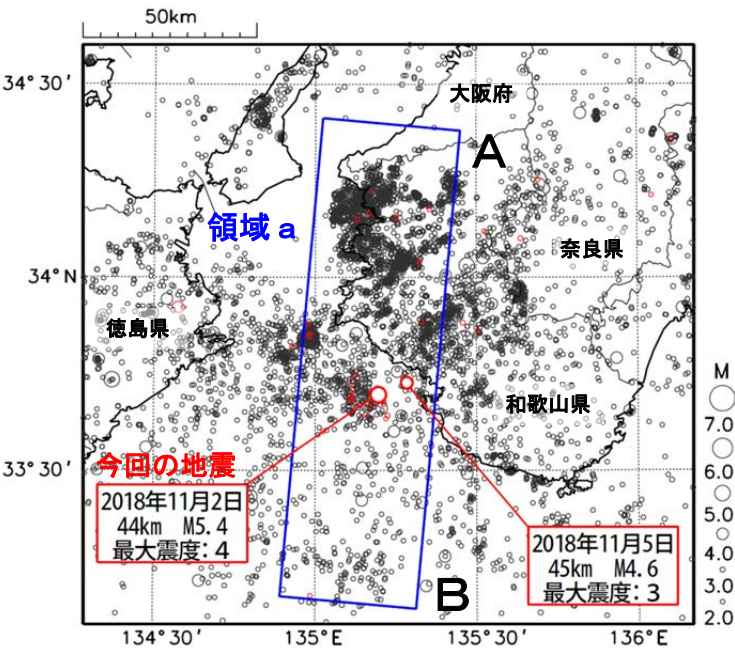 50km
34°30′
大阪府
A
領域a
奈良県
34°N
徳島県
和歌山県
今回の地震
33°30′
2018年11月2日
44km M5.4
最大震度:4
2018年11月5日
45km M4.6
最大震度:3
B
M
7.0
6.0
5.0
4.0
3.0
2.0
134°30′
135°E
135°30′
136°E